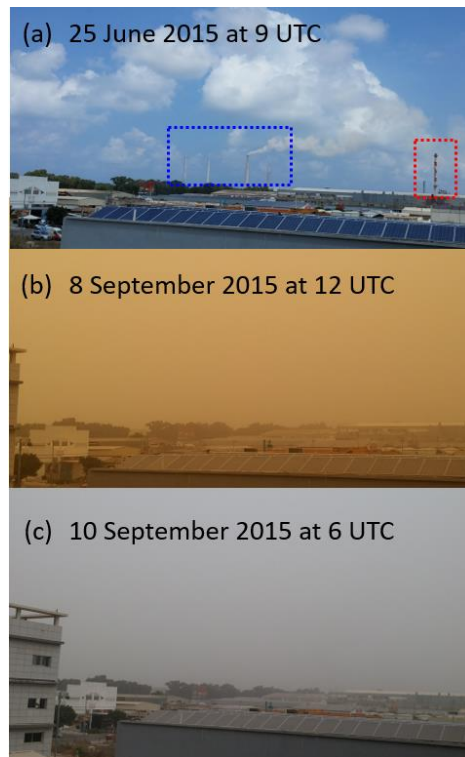 (a) 25 June 2015 at 9 UTC
(b) 8 September 2015 at 12 UTC
(c) 10 September 2015 at 6 UTC